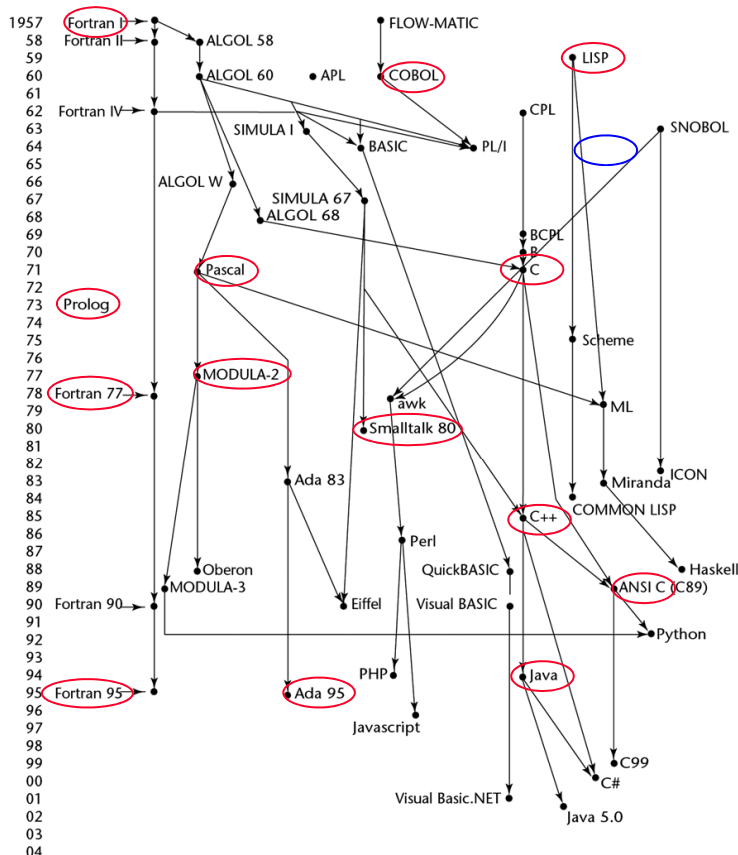 1957 Fortran I FLOW-MATIC
58 Fortran II ALGOL 58
59 LISP
60 ALGOL 60 APL COBOL
61
62 Fortran IV CPL
63 SIMULA I SNOBOL
64 BASIC PL/I
65
66 ALGOL W
67 SIMULA 67
68 ALGOL 68
69 BCPL
70 B
71 Pascal C
72
73 Prolog
74
75 Scheme
76
77 MODULA-2
78 Fortran 77 awk ML
79
80 Smalltalk 80
81
82 ICON
83 Ada 83 Miranda
84 COMMON LISP
85 C++
86 Perl
87
88 Oberon QuickBASIC Haskell
89 MODULA-3 ANSI C (C89)
90 Fortran 90 Eiffel Visual BASIC
91
92 Python
93
94 PHP Java
95 Fortran 95 Ada 95
96
97 Javascript
98
99 C99
00 C#
01 Visual Basic.NET
02 Java 5.0
03
04